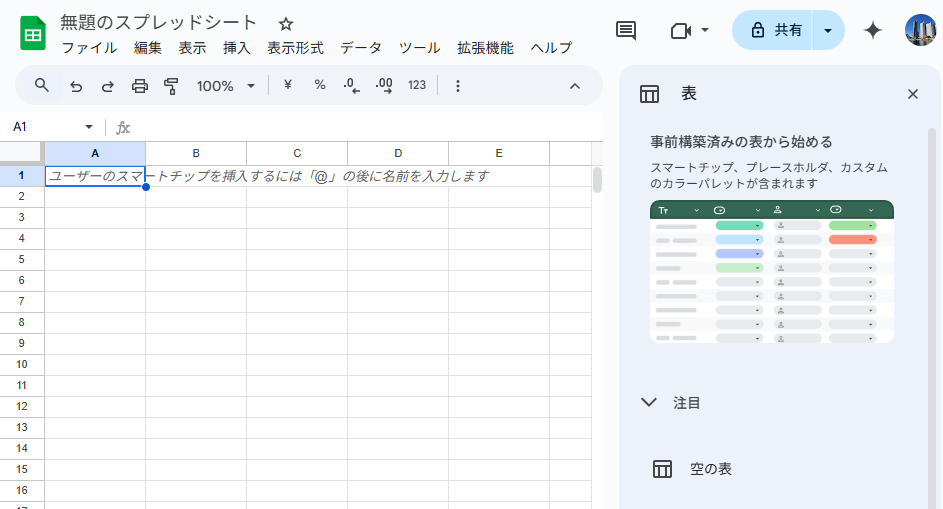 無題のスプレッドシート
ファイル 編集 表示 挿入 表示形式 データ ツール 拡張機能 ヘルプ
共有
100% ¥ % .0 .00 123
A1 fx
A B C D E
1 ユーザーのスマートチップを挿入するには「@」の後に名前を入力します
2
3
4
5
6
7
8
9
10
11
12
13
14
15
16
17
表
事前構築済みの表から始める
スマートチップ、プレースホルダ、カスタム
のカラーパレットが含まれます
Tт
注目
空の表